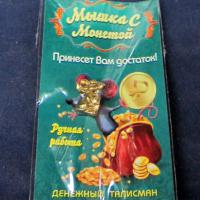 Мышка С
Монетой
Принесет Вам достаток!
Ручная
работа
ДЕНЕЖНЫЙ ТАЛИСМАН